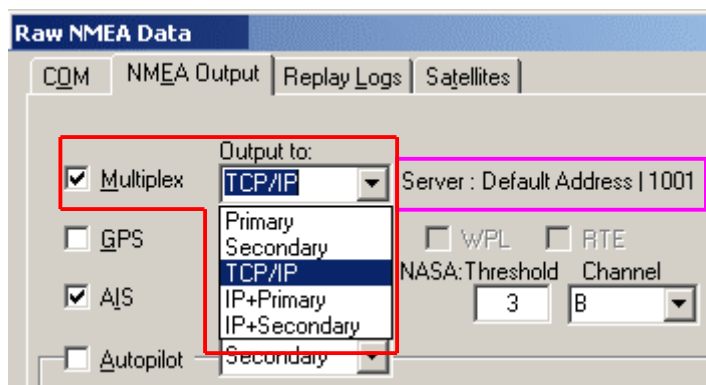 Raw NMEA Data
COM NMEA Output Replay Logs Satellites
Output to:
Multiplex TCP/IP Server : Default Address | 1001
Primary
GPS Secondary WPL RTE
TCP/IP NASA: Threshold Channel
AIS IP+Primary 3 B
IP+Secondary
Autopilot Secondary